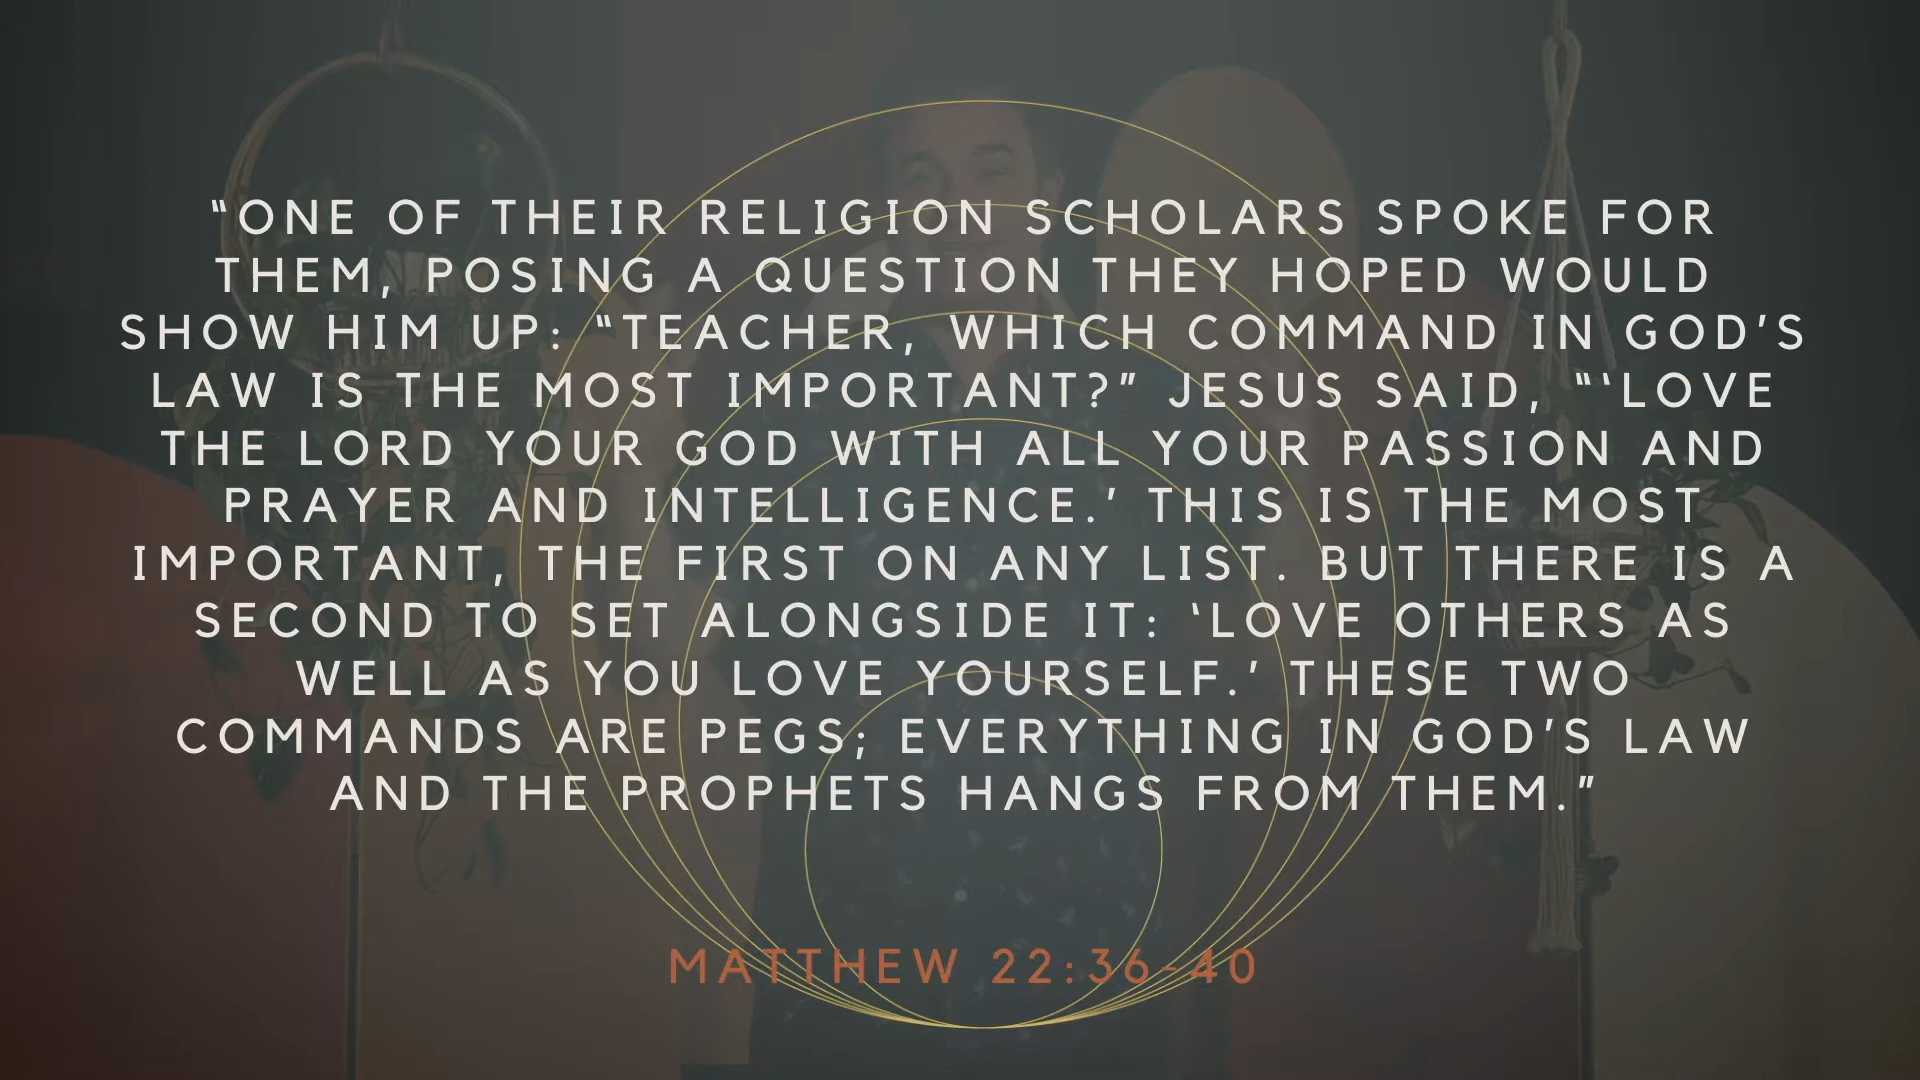 “ONE OF THEIR RELIGION SCHOLARS SPOKE FOR
THEM, POSING A QUESTION THEY HOPED WOULD
SHOW HIM UP: “TEACHER, WHICH COMMAND IN GOD’S
LAW IS THE MOST IMPORTANT?” JESUS SAID, “‘LOVE
THE LORD YOUR GOD WITH ALL YOUR PASSION AND
PRAYER AND INTELLIGENCE.’ THIS IS THE MOST
IMPORTANT, THE FIRST ON ANY LIST. BUT THERE IS A
SECOND TO SET ALONGSIDE IT: ‘LOVE OTHERS AS
WELL AS YOU LOVE YOURSELF.’ THESE TWO
COMMANDS ARE PEGS; EVERYTHING IN GOD’S LAW
AND THE PROPHETS HANGS FROM THEM.”
MATTHEW 22:36-40